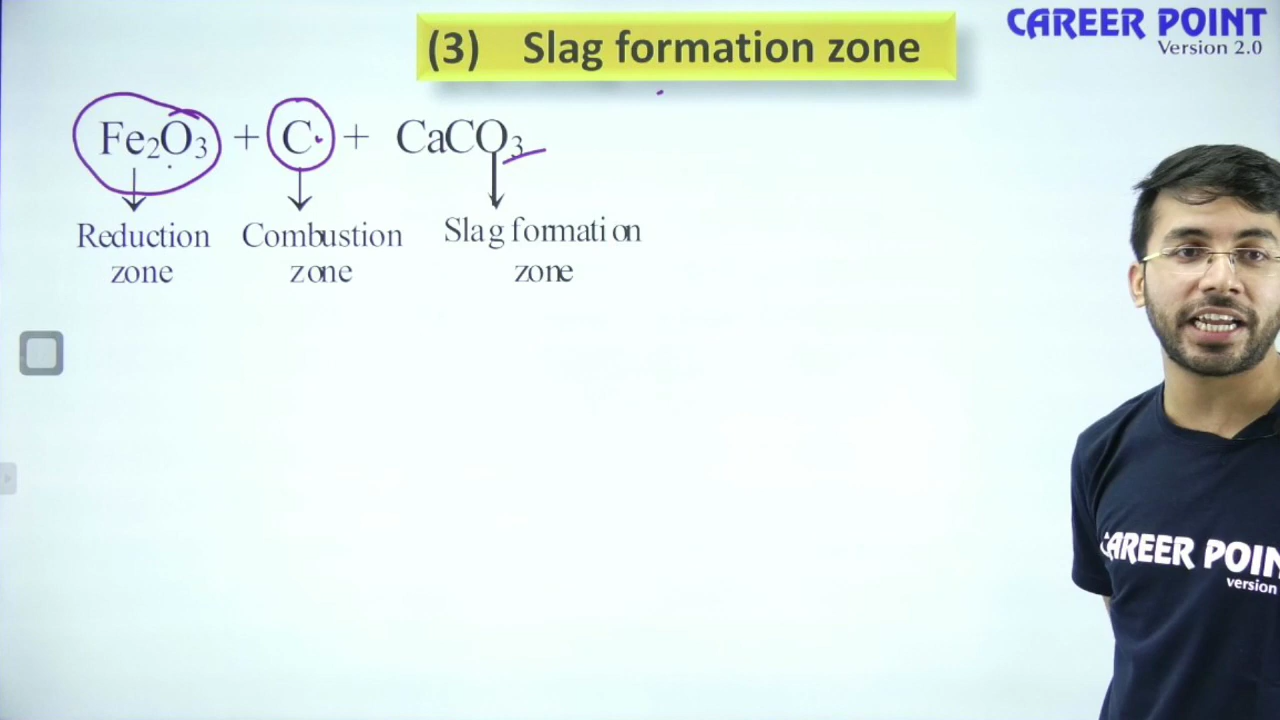 (3) Slag formation zone
CAREER POINT
Version 2.0
Fe₂O₃ + C + CaCO₃
Reduction zone
Combustion zone
Slag formation zone
CAREER POIN
version